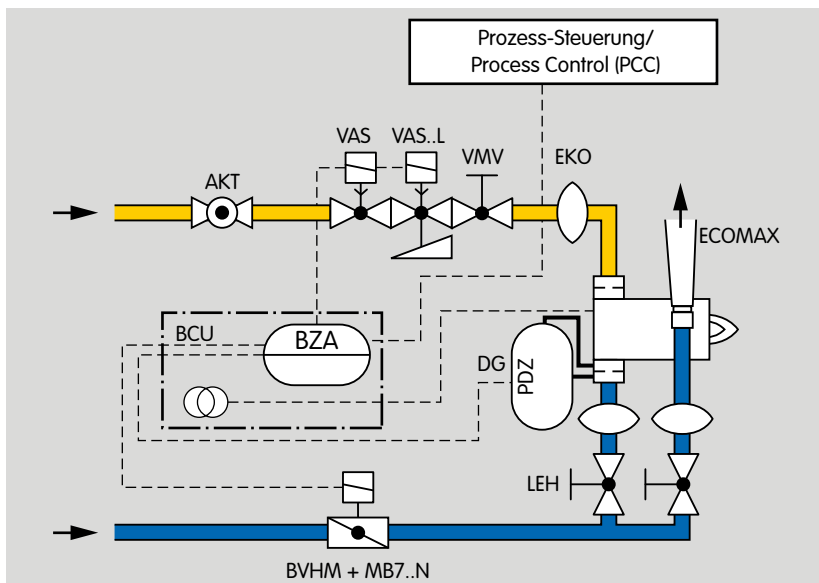 Prozess-Steuerung/
Process Control (PCC)
VAS
VAS..L
VMV
EKO
AKT
ECOMAX
BCU
BZA
DG
PDZ
LEH
BVHM + MB7..N